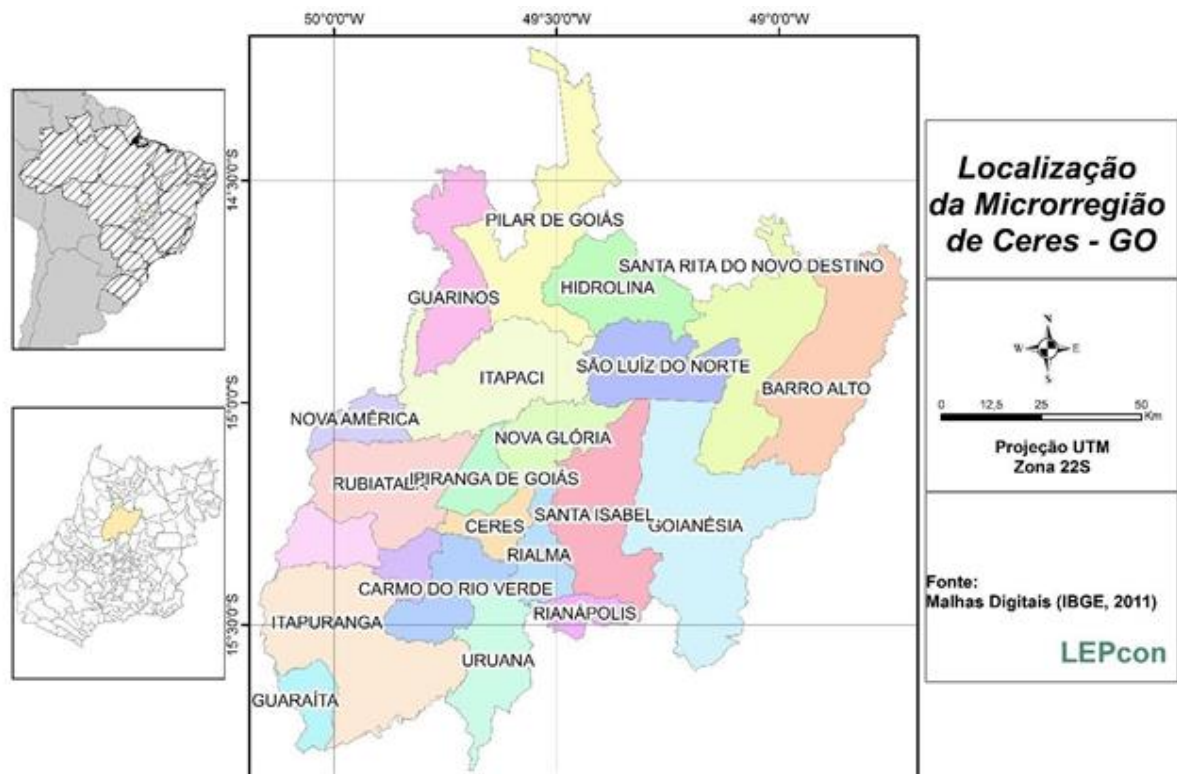 50°0'0"W
49°30'0"W
49°0'0"W
14°30'0"S
15°0'0"S
15°30'0"S
PILAR DE GOIÁS
SANTA RITA DO NOVO DESTINO
HIDROLINA
GUARINOS
SÃO LUÍZ DO NORTE
ITAPACI
BARRO ALTO
NOVA AMÉRICA
NOVA GLÓRIA
RUBIATABA
IPIRANGA DE GOIÁS
CERES
SANTA ISABEL
GOIANÉSIA
RIALMA
CARMO DO RIO VERDE
RIANÁPOLIS
ITAPURANGA
URUANA
GUARAÍTA
Localização
da Microrregião
de Ceres - GO
N
W E
S
0 12,5 25 50
Km
Projeção UTM
Zona 22S
Fonte:
Malhas Digitais (IBGE, 2011)
LEPcon